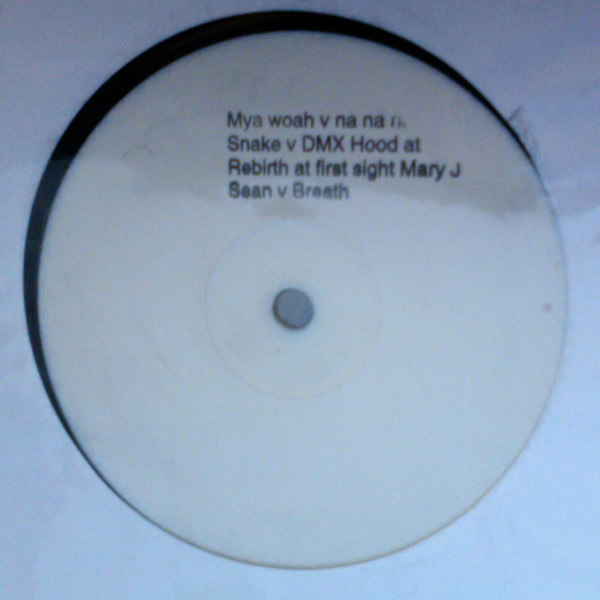 Mya woah v na na n.
Snake v DMX Hood at
Rebirth at first sight Mary J
Sean v Breath